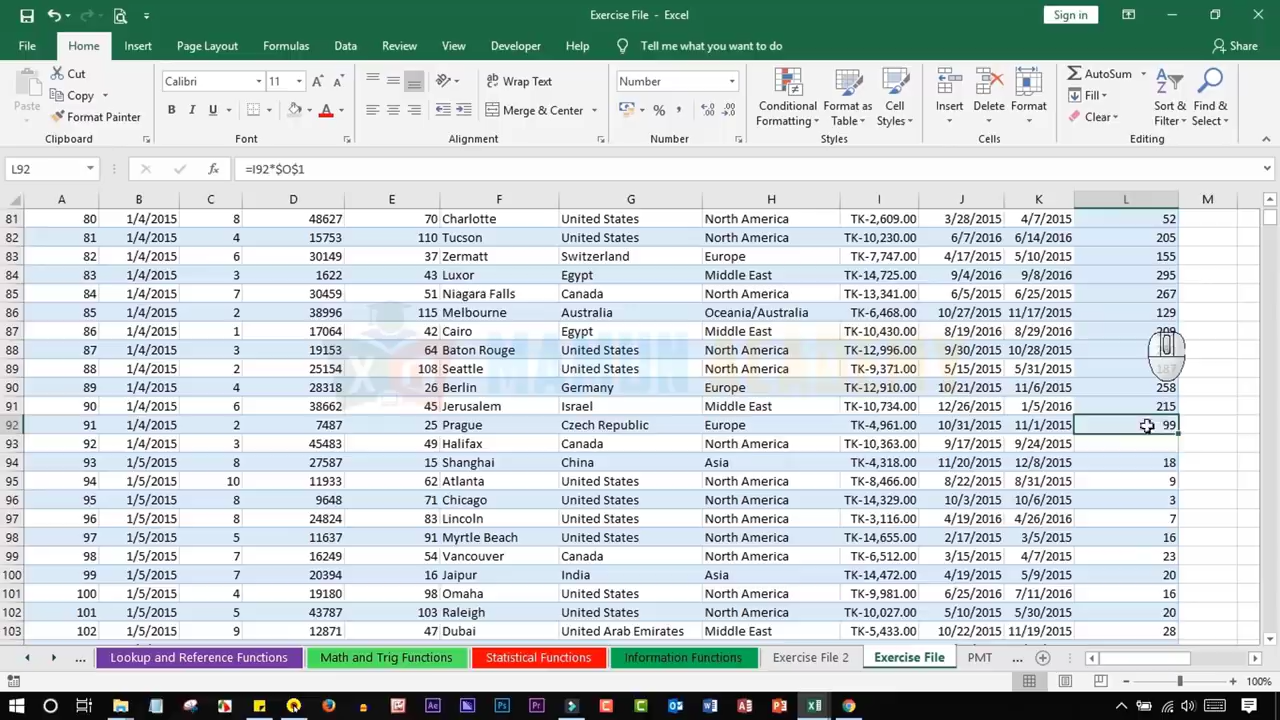 Exercise File - Excel
Sign in
File Home Insert Page Layout Formulas Data Review View Developer Help Tell me what you want to do Share
Paste
Cut
Copy
Format Painter
Clipboard
Calibri 11
B I U
Font
Wrap Text
Merge & Center
Alignment
Number
Number
Conditional Formatting
Format as Table
Cell Styles
Styles
Insert Delete Format
Cells
AutoSum
Fill
Clear
Sort & Filter
Find & Select
Editing
L92 fx =I92*$O$1
A B C D E F G H I J K L M
81 80 1/4/2015 8 48627 70 Charlotte United States North America TK-2,609.00 3/28/2015 4/7/2015 52
82 81 1/4/2015 4 15753 110 Tucson United States North America TK-10,230.00 6/7/2016 6/14/2016 205
83 82 1/4/2015 6 30149 37 Zermatt Switzerland Europe TK-7,747.00 4/17/2015 5/10/2015 155
84 83 1/4/2015 3 1622 43 Luxor Egypt Middle East TK-14,725.00 9/4/2016 9/8/2016 295
85 84 1/4/2015 7 30459 51 Niagara Falls Canada North America TK-13,341.00 6/5/2015 6/25/2015 267
86 85 1/4/2015 2 38996 115 Melbourne Australia Oceania/Australia TK-6,468.00 10/27/2015 11/17/2015 129
87 86 1/4/2015 1 17064 42 Cairo Egypt Middle East TK-10,430.00 8/19/2016 8/29/2016 209
88 87 1/4/2015 3 19153 64 Baton Rouge United States North America TK-12,996.00 9/30/2015 10/28/2015
89 88 1/4/2015 2 25154 108 Seattle United States North America TK-9,371.00 5/15/2015 5/31/2015 187
90 89 1/4/2015 4 28318 26 Berlin Germany Europe TK-12,910.00 10/21/2015 11/6/2015 258
91 90 1/4/2015 6 38662 45 Jerusalem Israel Middle East TK-10,734.00 12/26/2015 1/5/2016 215
92 91 1/4/2015 2 7487 25 Prague Czech Republic Europe TK-4,961.00 10/31/2015 11/1/2015 99
93 92 1/4/2015 3 45483 49 Halifax Canada North America TK-10,363.00 9/17/2015 9/24/2015
94 93 1/5/2015 8 27587 15 Shanghai China Asia TK-4,318.00 11/20/2015 12/8/2015 18
95 94 1/5/2015 10 11933 62 Atlanta United States North America TK-8,466.00 8/22/2015 8/31/2015 9
96 95 1/5/2015 8 9648 71 Chicago United States North America TK-14,329.00 10/3/2015 10/6/2015 3
97 96 1/5/2015 8 24824 83 Lincoln United States North America TK-3,116.00 4/19/2016 4/26/2016 7
98 97 1/5/2015 5 11637 91 Myrtle Beach United States North America TK-14,655.00 2/17/2015 3/5/2015 16
99 98 1/5/2015 7 16249 54 Vancouver Canada North America TK-6,512.00 3/15/2015 4/7/2015 23
100 99 1/5/2015 7 20394 16 Jaipur India Asia TK-14,472.00 4/19/2015 5/9/2015 20
101 100 1/5/2015 4 19180 98 Omaha United States North America TK-9,981.00 6/25/2016 7/11/2016 16
102 101 1/5/2015 5 43787 103 Raleigh United States North America TK-10,027.00 5/10/2015 5/30/2015 20
103 102 1/5/2015 9 12871 47 Dubai United Arab Emirates Middle East TK-5,433.00 10/22/2015 11/19/2015 28
... Lookup and Reference Functions Math and Trig Functions Statistical Functions Information Functions Exercise File 2 Exercise File PMT ...
100%